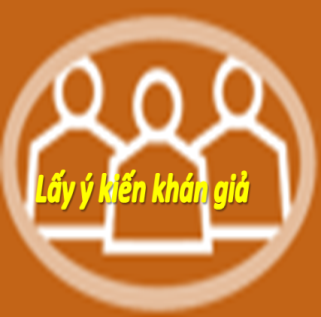 Lấy ý kiến khán giả